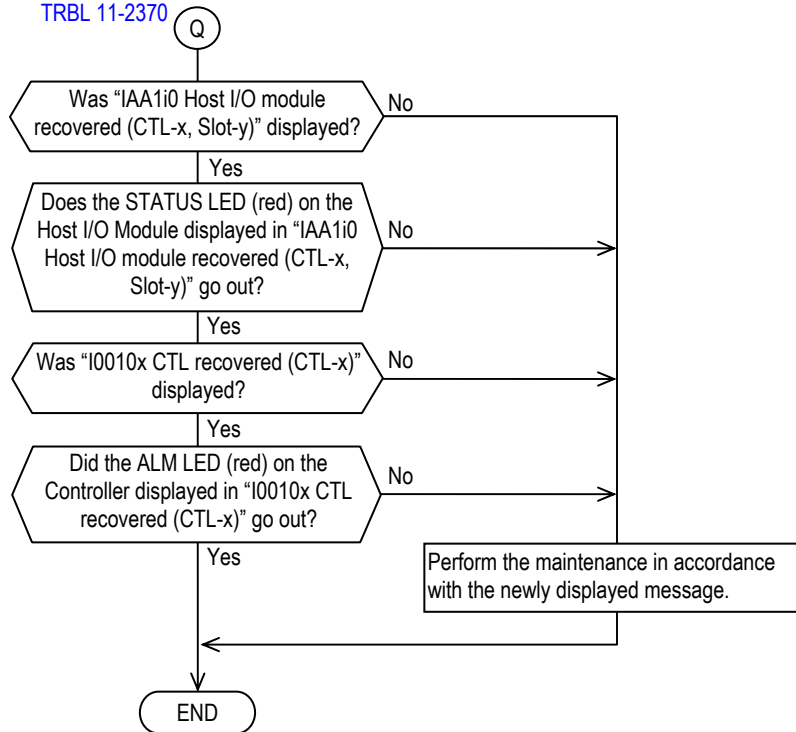 TRBL 11-2370
Q
Was “IAA1i0 Host I/O module
recovered (CTL-x, Slot-y)” displayed?
No
Yes
Does the STATUS LED (red) on the
Host I/O Module displayed in “IAA1i0
Host I/O module recovered (CTL-x,
Slot-y)” go out?
No
Yes
Was “I0010x CTL recovered (CTL-x)”
displayed?
No
Yes
Did the ALM LED (red) on the
Controller displayed in “I0010x CTL
recovered (CTL-x)” go out?
No
Yes
Perform the maintenance in accordance
with the newly displayed message.
END